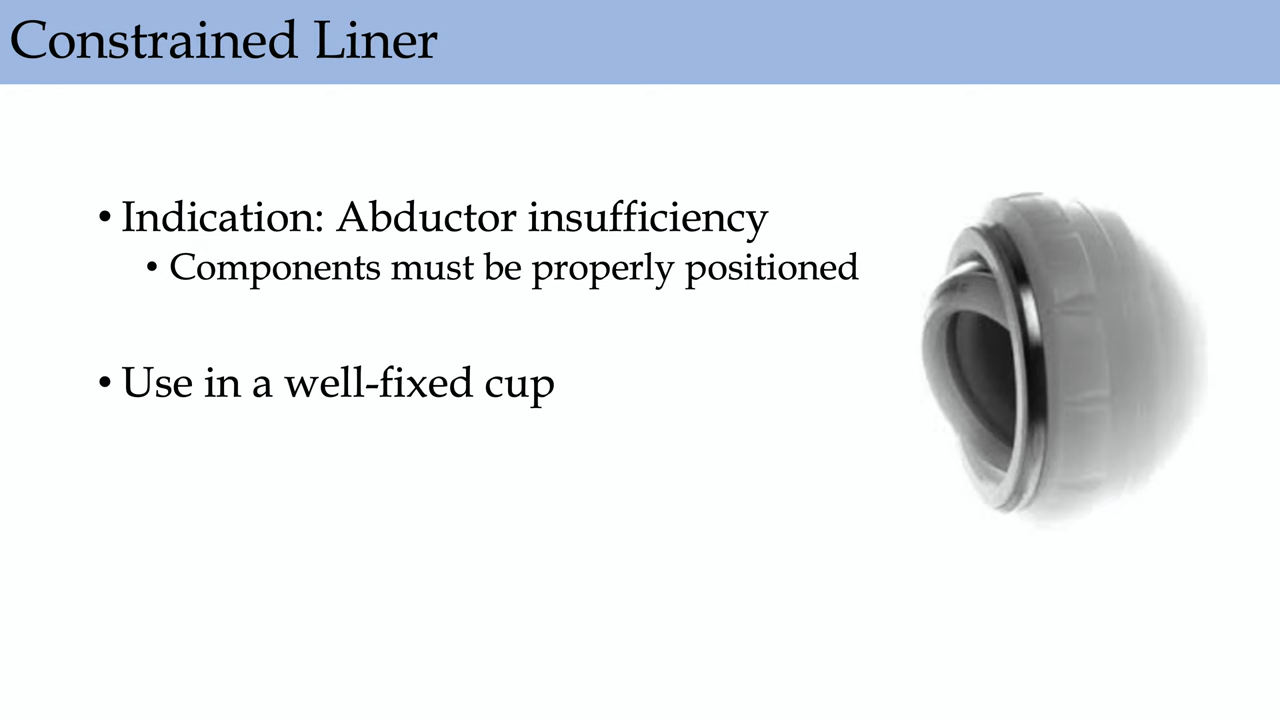 Constrained Liner
• Indication: Abductor insufficiency
• Components must be properly positioned
• Use in a well-fixed cup